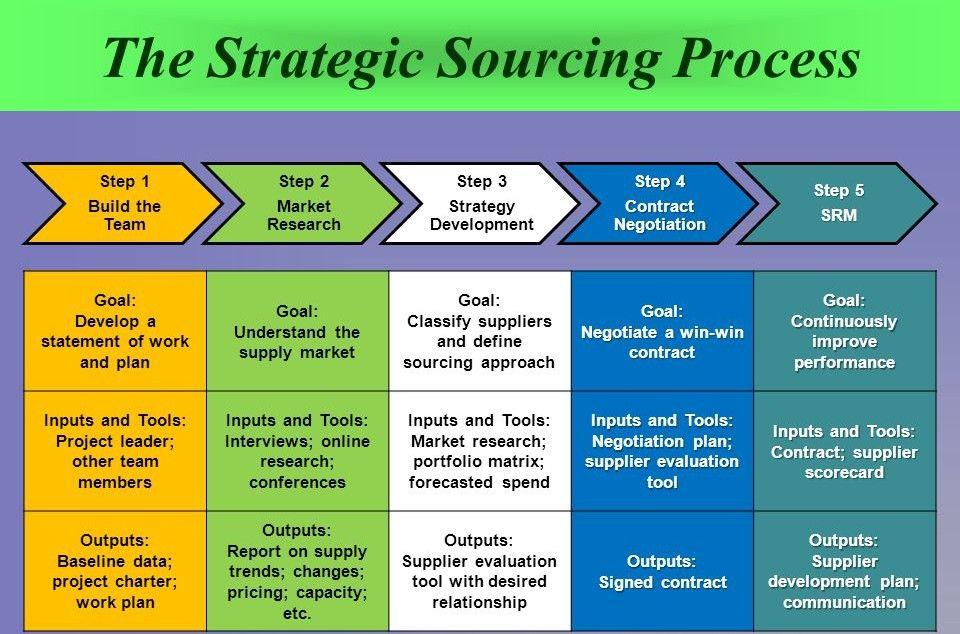 The Strategic Sourcing Process
Step 1
Build the
Team
Step 2
Market
Research
Step 3
Strategy
Development
Step 4
Contract
Negotiation
Step 5
SRM
Goal:
Develop a
statement of work
and plan
Goal:
Understand the
supply market
Goal:
Classify suppliers
and define
sourcing approach
Goal:
Negotiate a win-win
contract
Goal:
Continuously
improve
performance
Inputs and Tools:
Project leader;
other team
members
Inputs and Tools:
Interviews; online
research;
conferences
Inputs and Tools:
Market research;
portfolio matrix;
forecasted spend
Inputs and Tools:
Negotiation plan;
supplier evaluation
tool
Inputs and Tools:
Contract; supplier
scorecard
Outputs:
Baseline data;
project charter;
work plan
Outputs:
Report on supply
trends; changes;
pricing; capacity;
etc.
Outputs:
Supplier evaluation
tool with desired
relationship
Outputs:
Signed contract
Outputs:
Supplier
development plan;
communication